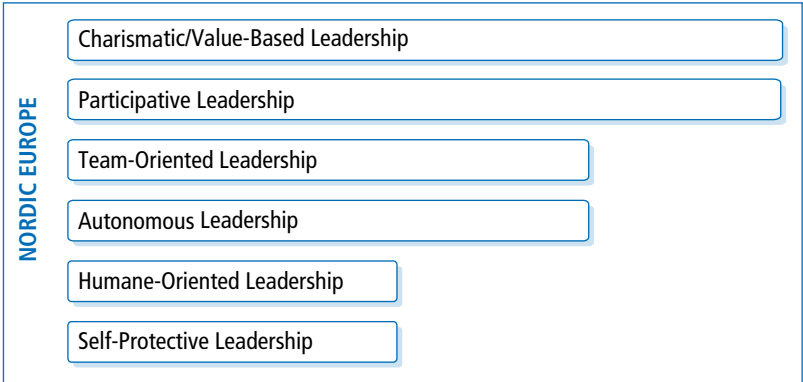 NORDIC EUROPE
Charismatic/Value-Based Leadership
Participative Leadership
Team-Oriented Leadership
Autonomous Leadership
Humane-Oriented Leadership
Self-Protective Leadership